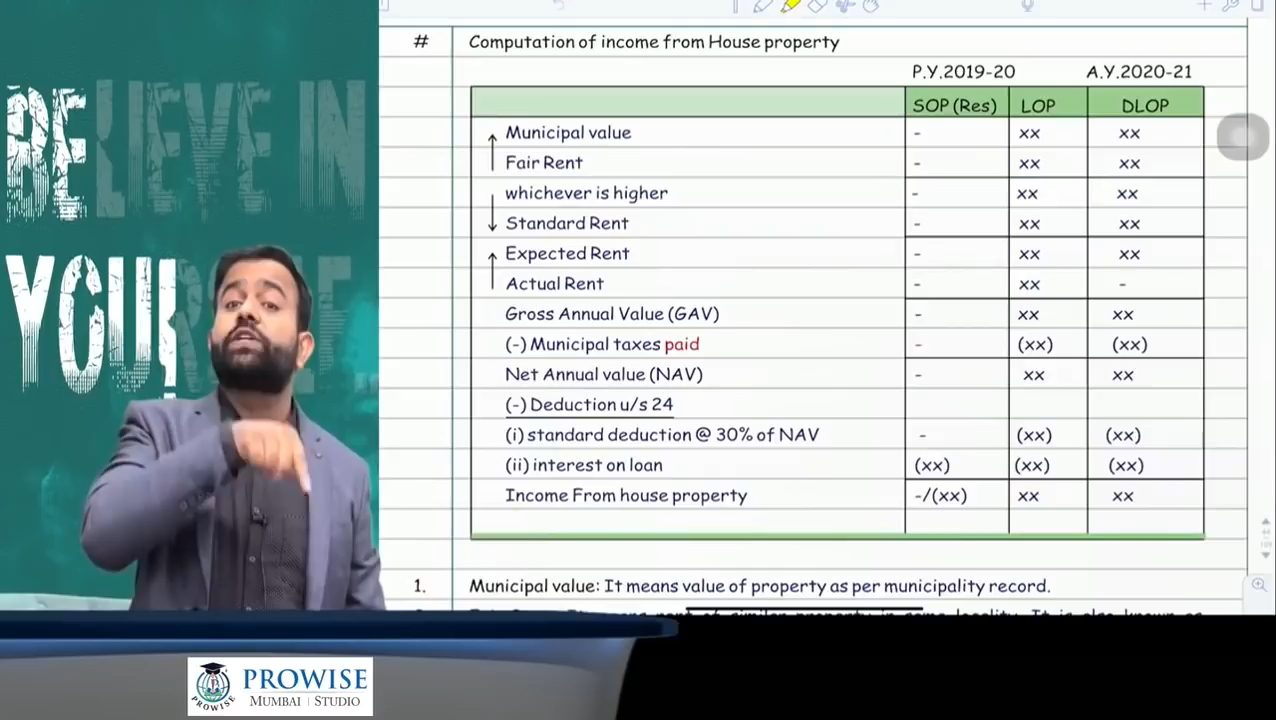 BELIEVE IN
YOURSELF
# Computation of income from House property
P.Y.2019-20 A.Y.2020-21
SOP (Res) LOP DLOP
Municipal value - xx xx
Fair Rent - xx xx
whichever is higher - xx xx
Standard Rent - xx xx
Expected Rent - xx xx
Actual Rent - xx -
Gross Annual Value (GAV) - xx xx
(-) Municipal taxes paid - (xx) (xx)
Net Annual value (NAV) - xx xx
(-) Deduction u/s 24
(i) standard deduction @ 30% of NAV - (xx) (xx)
(ii) interest on loan (xx) (xx) (xx)
Income From house property -/(xx) xx xx
1. Municipal value: It means value of property as per municipality record.
PROWISE
PROWISE
MUMBAI | STUDIO